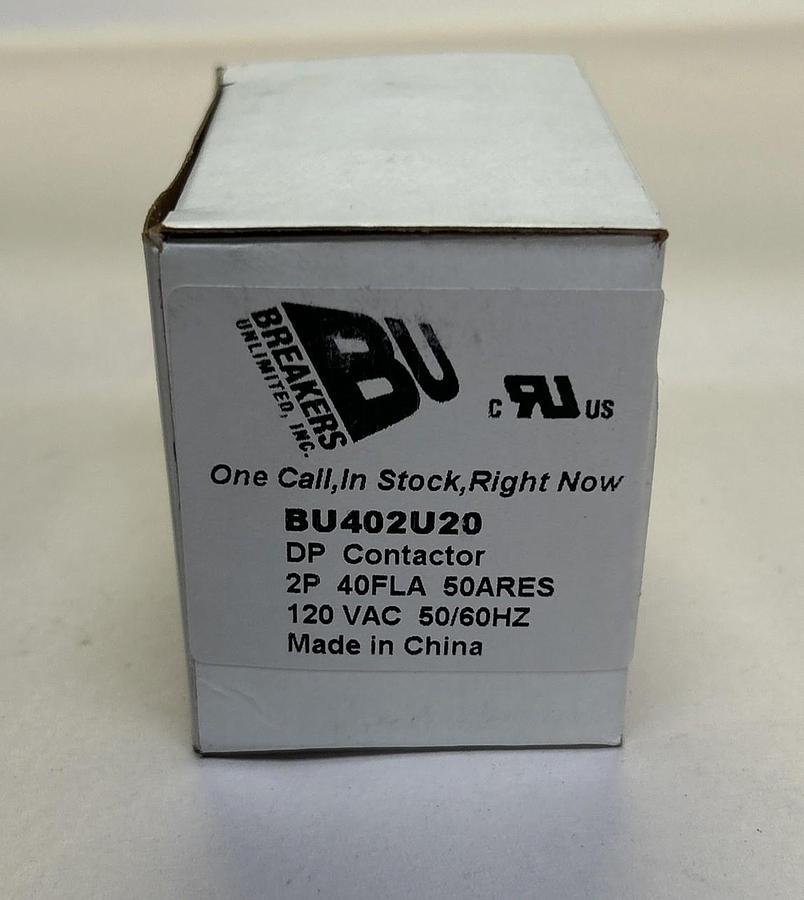 BU
BREAKERS
UNLIMITED, INC.
c RU US
One Call,In Stock,Right Now
BU402U20
DP Contactor
2P 40FLA 50ARES
120 VAC 50/60HZ
Made in China